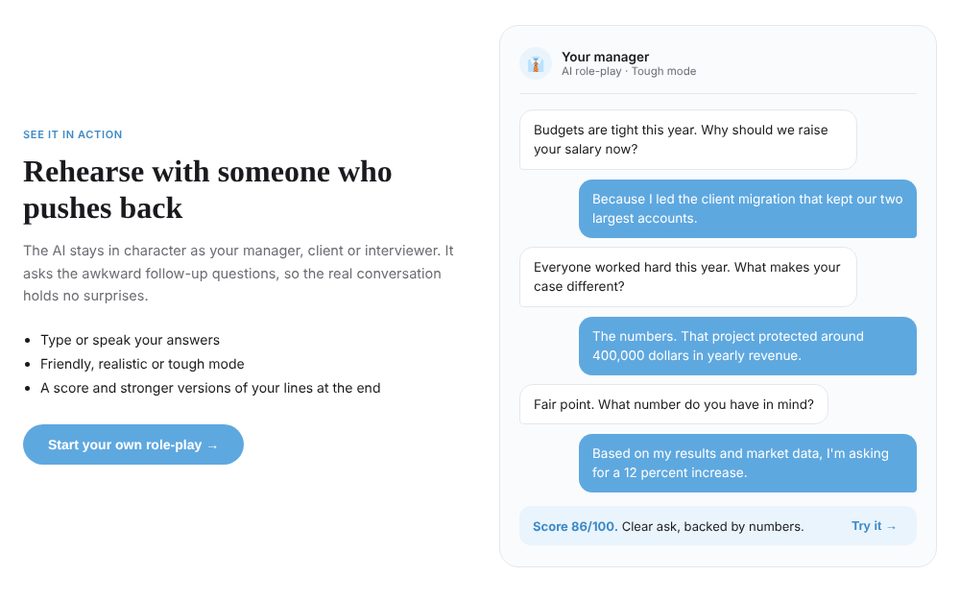 SEE IT IN ACTION
Rehearse with someone who
pushes back
The AI stays in character as your manager, client or interviewer. It
asks the awkward follow-up questions, so the real conversation
holds no surprises.
• Type or speak your answers
• Friendly, realistic or tough mode
• A score and stronger versions of your lines at the end
Start your own role-play →
Your manager
AI role-play · Tough mode
Budgets are tight this year. Why should we raise
your salary now?
Because I led the client migration that kept our two
largest accounts.
Everyone worked hard this year. What makes your
case different?
The numbers. That project protected around
400,000 dollars in yearly revenue.
Fair point. What number do you have in mind?
Based on my results and market data, I'm asking
for a 12 percent increase.
Score 86/100. Clear ask, backed by numbers.
Try it →